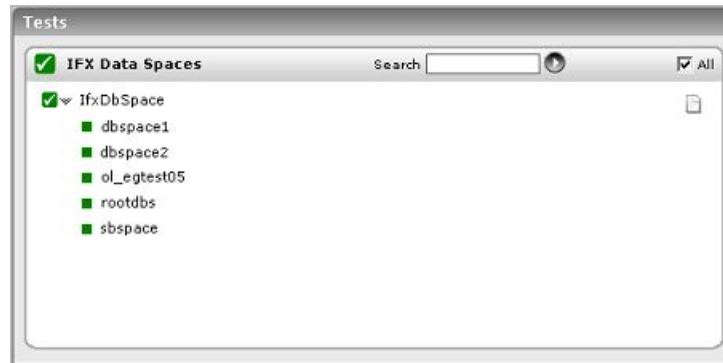 Tests
IFX Data Spaces Search All
IfxDbSpace
dbspace1
dbspace2
ol_egtest05
rootdbs
sbspace